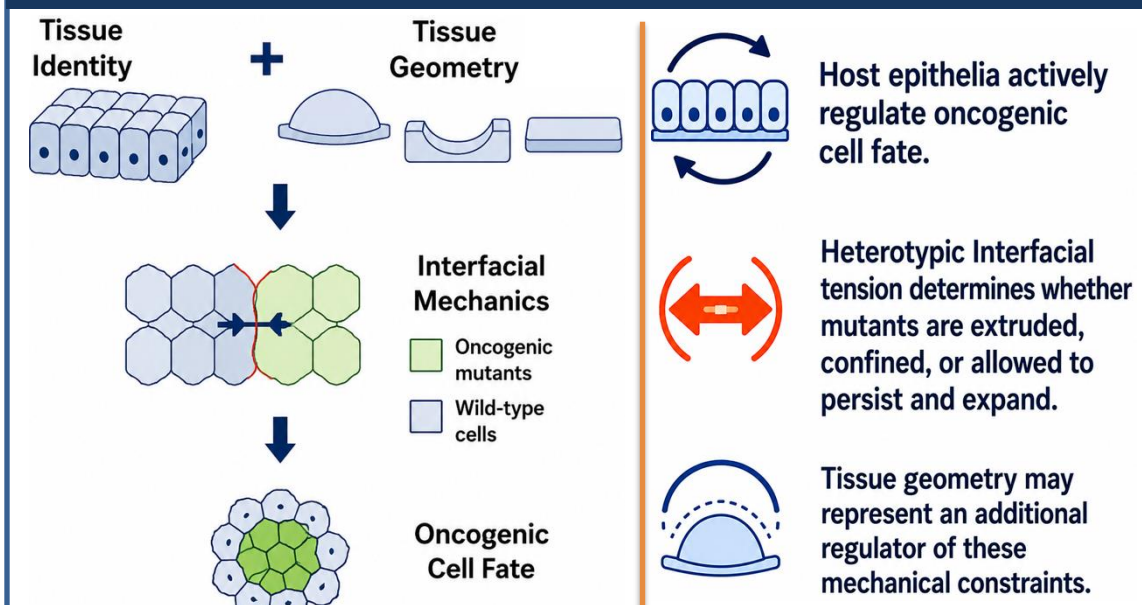 Tissue
Identity
+
Tissue
Geometry
Interfacial
Mechanics
Oncogenic
mutants
Wild-type
cells
Oncogenic
Cell Fate
Host epithelia actively
regulate oncogenic
cell fate.
Heterotypic Interfacial
tension determines whether
mutants are extruded,
confined, or allowed to
persist and expand.
Tissue geometry may
represent an additional
regulator of these
mechanical constraints.